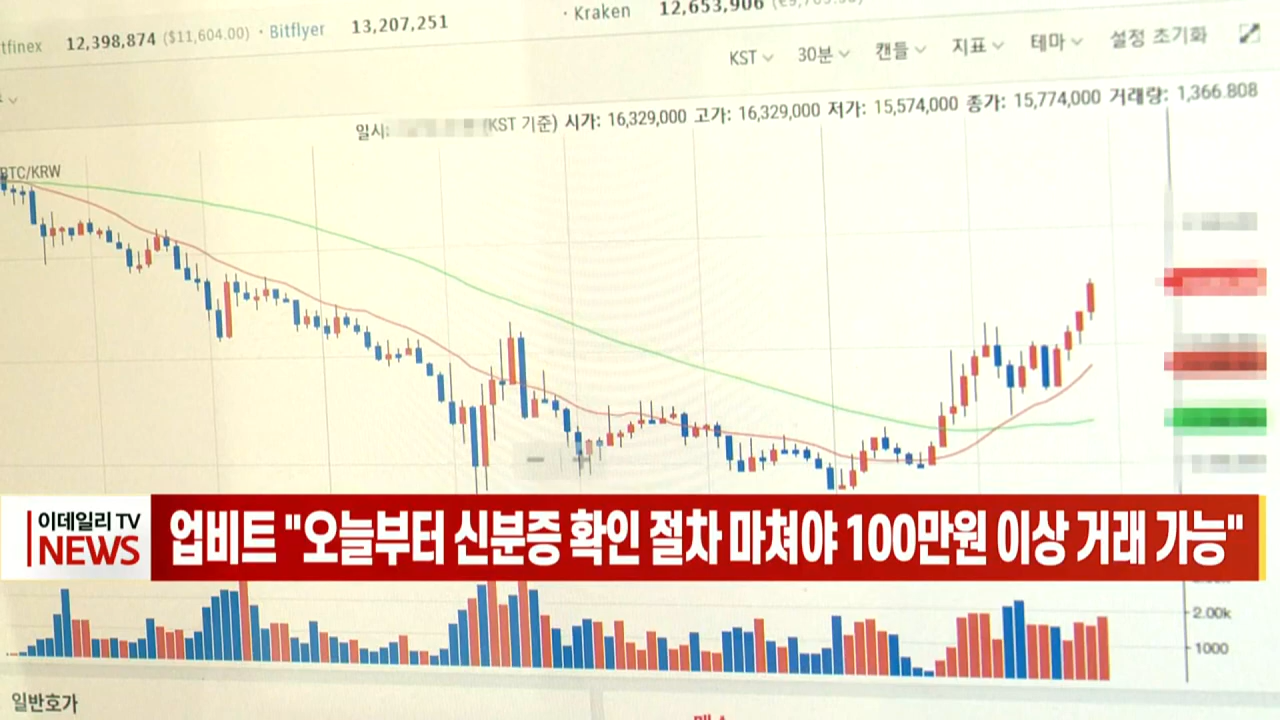 tfinex 12,398,874 ($11,604.00) · Bitflyer 13,207,251 · Kraken 12,653,906
KST 30분 캔들 지표 테마 설정 초기화
일시: (KST 기준) 시가: 16,329,000 고가: 16,329,000 저가: 15,574,000 종가: 15,774,000 거래량: 1,366.808
BTC/KRW
이데일리 TV
NEWS
업비트 "오늘부터 신분증 확인 절차 마쳐야 100만원 이상 거래 가능"
2.00k
1000
일반호가